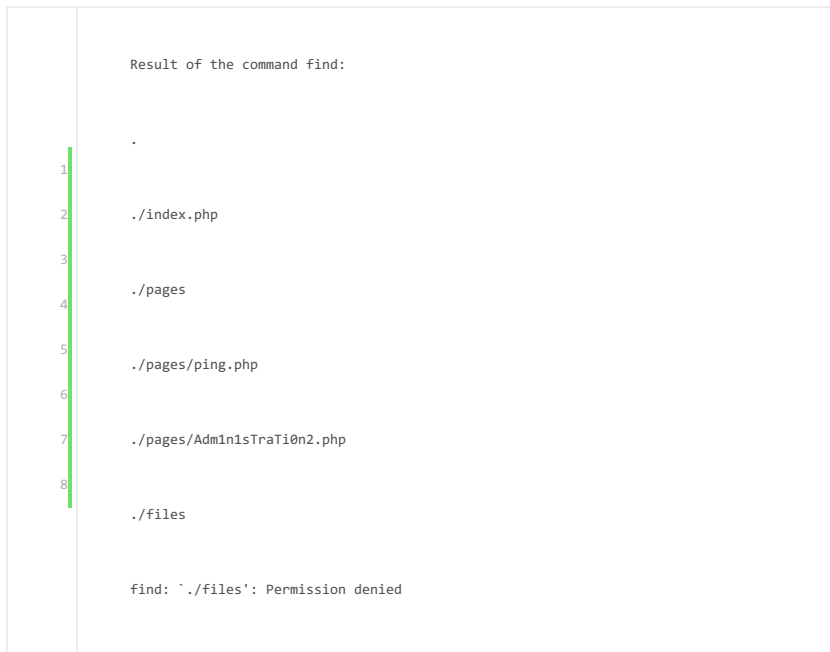 Result of the command find:
.
1
2 ./index.php
3
./pages
4
5
./pages/ping.php
6
7 ./pages/Adm1n1sTraTi0n2.php
8
./files
find: `./files': Permission denied